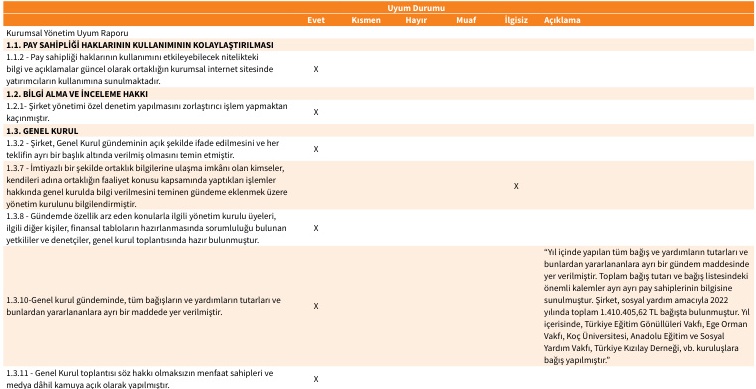 Uyum Durumu
Evet Kısmen Hayır Muaf İlgisiz Açıklama
Kurumsal Yönetim Uyum Raporu
1.1. PAY SAHİPLİĞİ HAKLARININ KULLANIMININ KOLAYLAŞTIRILMASI
1.1.2 - Pay sahipliği haklarının kullanımını etkileyebilecek nitelikteki
bilgi ve açıklamalar güncel olarak ortaklığın kurumsal internet sitesinde
yatırımcıların kullanımına sunulmaktadır.
X
1.2. BİLGİ ALMA VE İNCELEME HAKKI
1.2.1- Şirket yönetimi özel denetim yapılmasını zorlaştırıcı işlem yapmaktan
kaçınmıştır.
X
1.3. GENEL KURUL
1.3.2 - Şirket, Genel Kurul gündeminin açık şekilde ifade edilmesini ve her
teklifin ayrı bir başlık altında verilmiş olmasını temin etmiştir.
X
1.3.7 - İmtiyazlı bir şekilde ortaklık bilgilerine ulaşma imkânı olan kimseler,
kendileri adına ortaklığın faaliyet konusu kapsamında yaptıkları işlemler
hakkında genel kurulda bilgi verilmesini teminen gündeme eklenmek üzere
yönetim kurulunu bilgilendirmiştir.
X
1.3.8 - Gündemde özellik arz eden konularla ilgili yönetim kurulu üyeleri,
ilgili diğer kişiler, finansal tabloların hazırlanmasında sorumluluğu bulunan
yetkililer ve denetçiler, genel kurul toplantısında hazır bulunmuştur.
X
1.3.10-Genel kurul gündeminde, tüm bağışların ve yardımların tutarları ve
bunlardan yararlananlara ayrı bir maddede yer verilmiştir.
X
“Yıl içinde yapılan tüm bağış ve yardımların tutarları ve
bunlardan yararlananlara ayrı bir gündem maddesinde
yer verilmiştir. Toplam bağış tutarı ve bağış listesindeki
önemli kalemler ayrı ayrı pay sahiplerinin bilgisine
sunulmuştur. Şirket, sosyal yardım amacıyla 2022
yılında toplam 1.410.405,62 TL bağışta bulunmuştur. Yıl
içerisinde, Türkiye Eğitim Gönüllüleri Vakfı, Ege Orman
Vakfı, Koç Üniversitesi, Anadolu Eğitim ve Sosyal
Yardım Vakfı, Türkiye Kızılay Derneği, vb. kuruluşlara
bağış yapılmıştır.”
1.3.11 - Genel Kurul toplantısı söz hakkı olmaksızın menfaat sahipleri ve
medya dâhil kamuya açık olarak yapılmıştır.
X